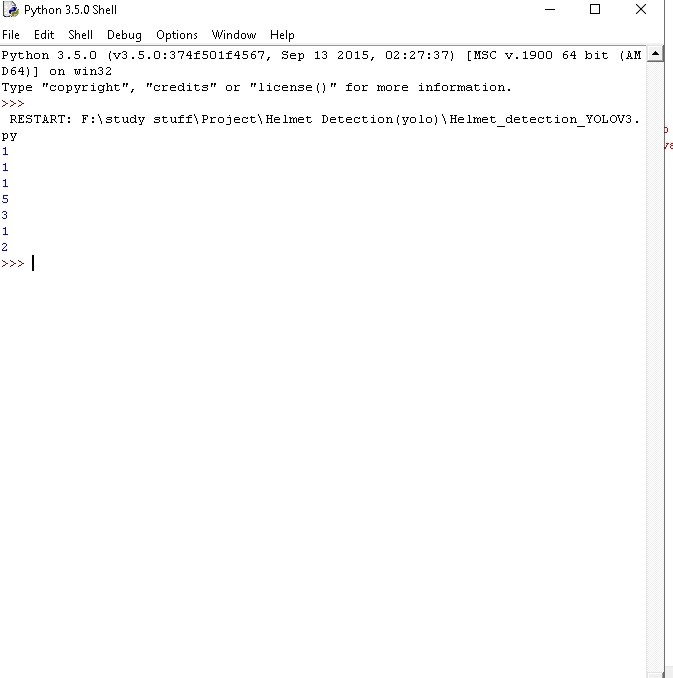 Python 3.5.0 Shell
File Edit Shell Debug Options Window Help
Python 3.5.0 (v3.5.0:374f501f4567, Sep 13 2015, 02:27:37) [MSC v.1900 64 bit (AM
D64)] on win32
Type "copyright", "credits" or "license()" for more information.
>>>
RESTART: F:\study stuff\Project\Helmet Detection(yolo)\Helmet_detection_YOLOV3.
py
1
1
1
5
3
1
2
>>>